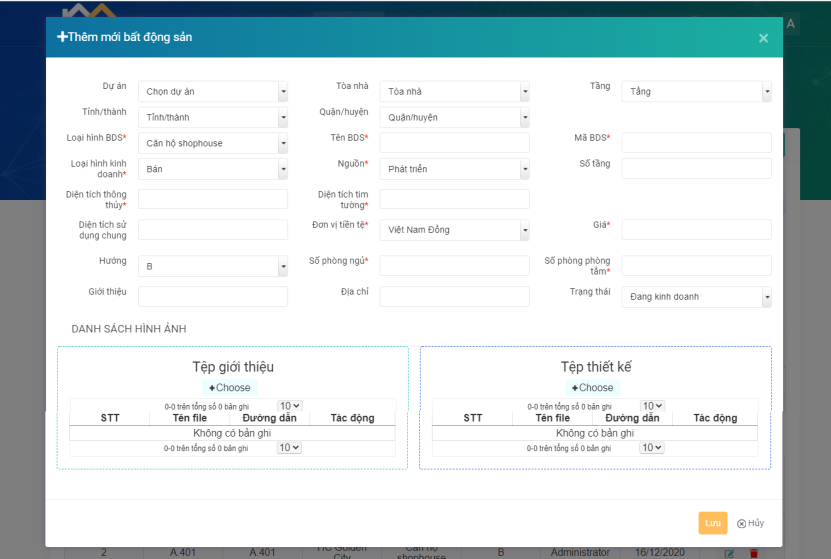 A
+Thêm mới bất động sản ×
Dự án Chọn dự án Tòa nhà Tòa nhà Tầng Tầng
Tỉnh/thành Tỉnh/thành Quận/huyện Quận/huyện
Loại hình BDS* Căn hộ shophouse Tên BDS* Mã BDS*
Loại hình kinh doanh* Bán Nguồn* Phát triển Số tầng
Diện tích thông thủy* Diện tích tim tường*
Diện tích sử dụng chung Đơn vị tiền tệ* Việt Nam Đồng Giá*
Hướng B Số phòng ngủ* Số phòng phòng tắm*
Giới thiệu Địa chỉ Trạng thái Đang kinh doanh
DANH SÁCH HÌNH ẢNH
Tệp giới thiệu Tệp thiết kế
+Choose +Choose
0-0 trên tổng số 0 bản ghi 10 0-0 trên tổng số 0 bản ghi 10
STT Tên file Đường dẫn Tác động STT Tên file Đường dẫn Tác động
Không có bản ghi Không có bản ghi
0-0 trên tổng số 0 bản ghi 10 0-0 trên tổng số 0 bản ghi 10
Lưu Hủy
2 A.401 A.401 Golden City Căn hộ shophouse B Administrator 16/12/2020